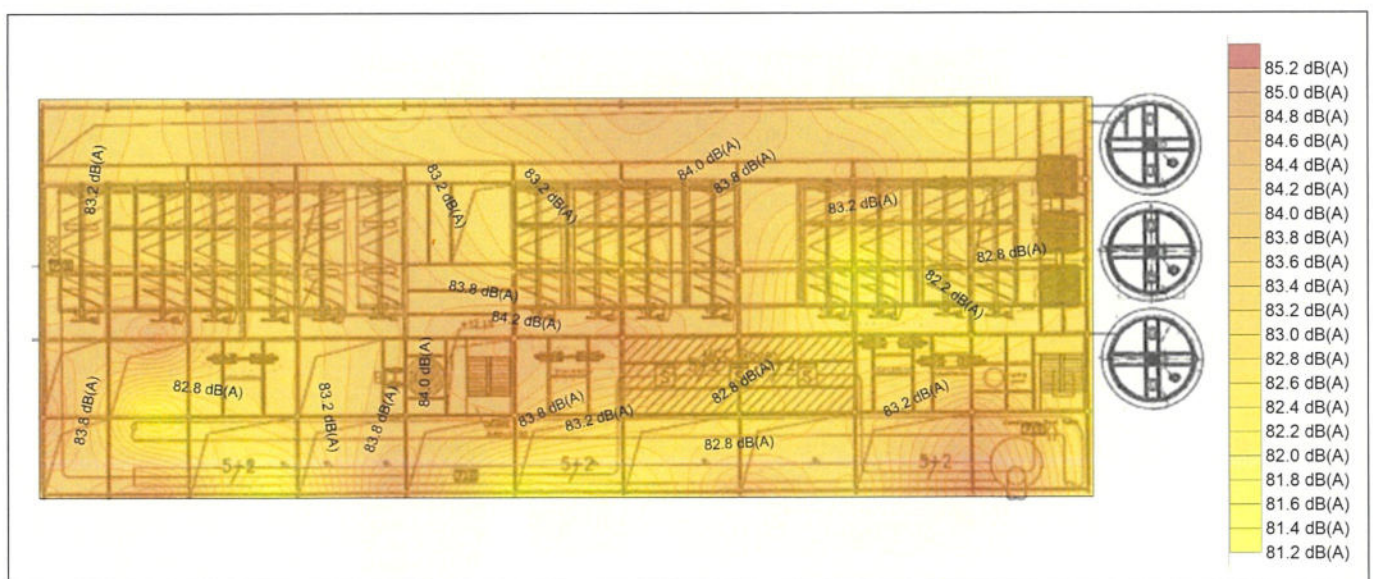 83.2 dB(A)
83.2 dB(A)
83.2 dB(A)
84.0 dB(A)
83.8 dB(A)
83.2 dB(A)
82.8 dB(A)
82.2 dB(A)
83.8 dB(A)
84.2 dB(A)
83.8 dB(A)
82.8 dB(A)
83.2 dB(A)
83.8 dB(A)
84.0 dB(A)
83.8 dB(A)
83.2 dB(A)
82.8 dB(A)
83.2 dB(A)
82.8 dB(A)
5+2
5+2
5+2
85.2 dB(A)
85.0 dB(A)
84.8 dB(A)
84.6 dB(A)
84.4 dB(A)
84.2 dB(A)
84.0 dB(A)
83.8 dB(A)
83.6 dB(A)
83.4 dB(A)
83.2 dB(A)
83.0 dB(A)
82.8 dB(A)
82.6 dB(A)
82.4 dB(A)
82.2 dB(A)
82.0 dB(A)
81.8 dB(A)
81.6 dB(A)
81.4 dB(A)
81.2 dB(A)